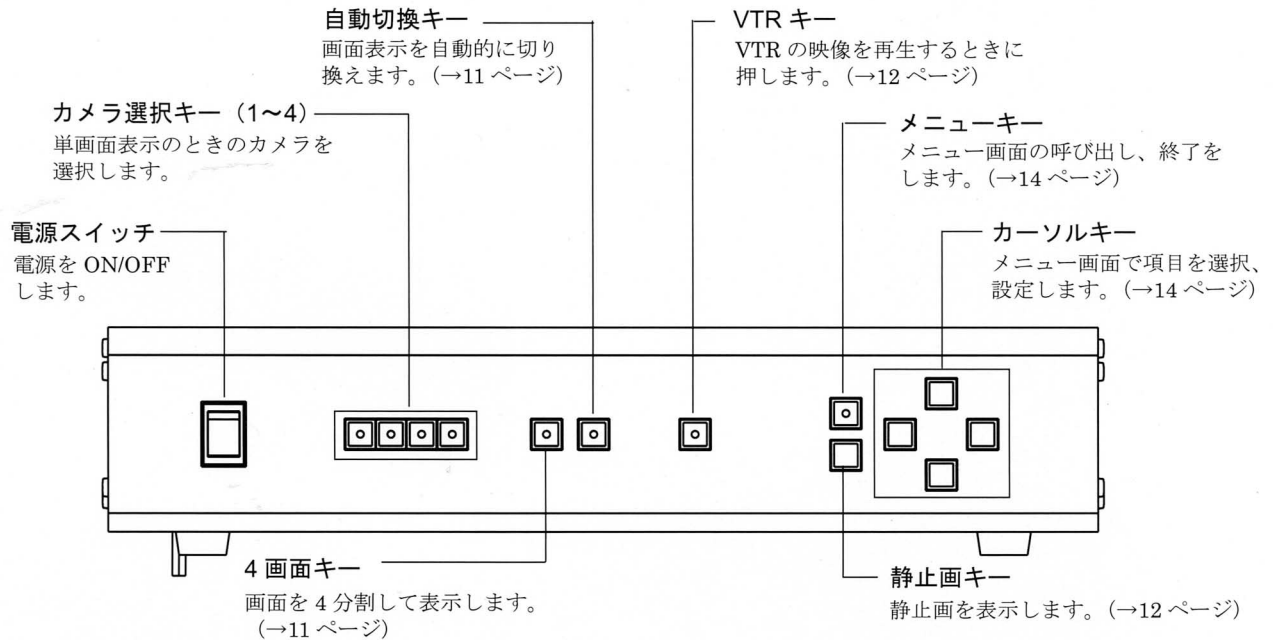 自動切換キー
画面表示を自動的に切り
換えます。(→11 ページ)
VTR キー
VTR の映像を再生するときに
押します。(→12 ページ)
カメラ選択キー(1~4)
単画面表示のときのカメラを
選択します。
メニューキー
メニュー画面の呼び出し、終了を
します。(→14 ページ)
電源スイッチ
電源を ON/OFF
します。
カーソルキー
メニュー画面で項目を選択、
設定します。(→14 ページ)
4 画面キー
画面を 4 分割して表示します。
(→11 ページ)
静止画キー
静止画を表示します。(→12 ページ)